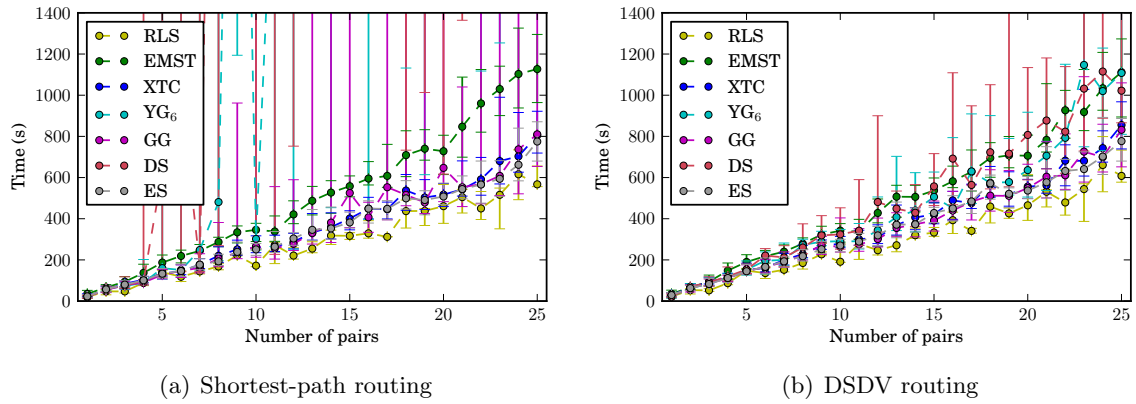 1400
1200
1000
800
600
400
200
0
Time (s)
RLS
EMST
XTC
YG6
GG
DS
ES
5
10
15
20
25
Number of pairs
(a) Shortest-path routing
1400
1200
1000
800
600
400
200
0
Time (s)
RLS
EMST
XTC
YG6
GG
DS
ES
5
10
15
20
25
Number of pairs
(b) DSDV routing